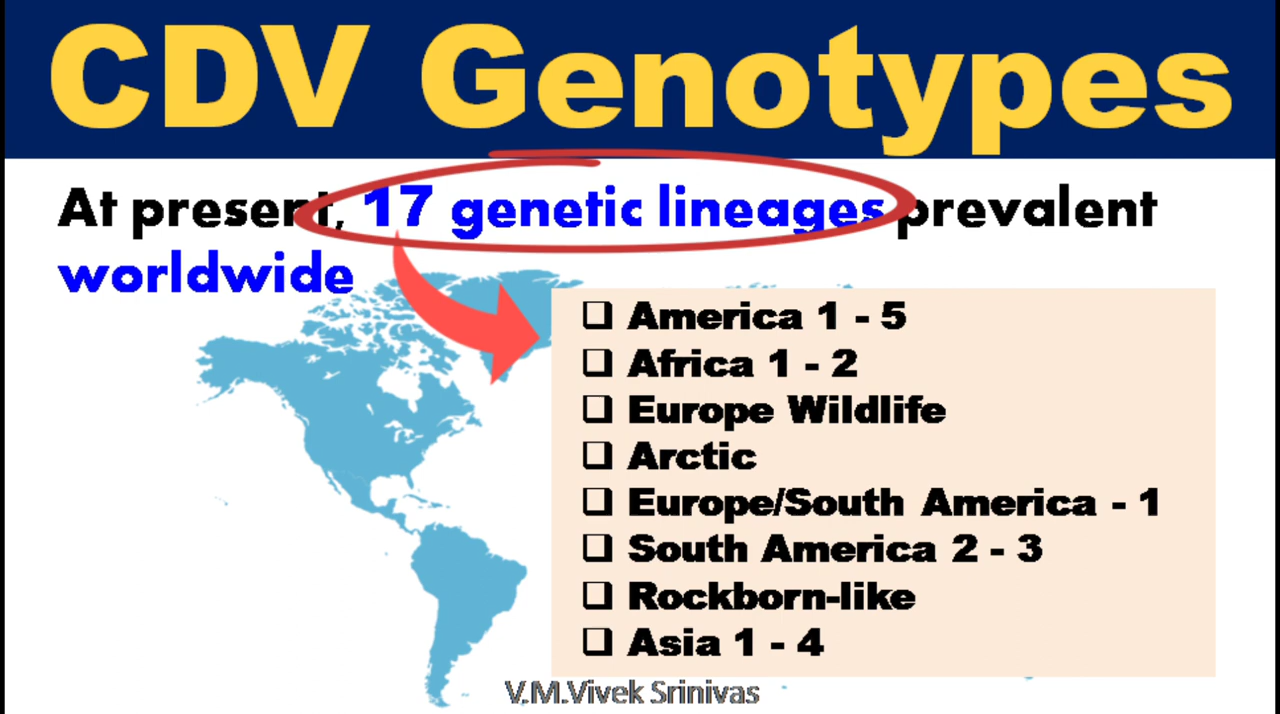 CDV Genotypes
At present, 17 genetic lineages prevalent
worldwide
❑ America 1 - 5
❑ Africa 1 - 2
❑ Europe Wildlife
❑ Arctic
❑ Europe/South America - 1
❑ South America 2 - 3
❑ Rockborn-like
❑ Asia 1 - 4
V.M.Vivek Srinivas